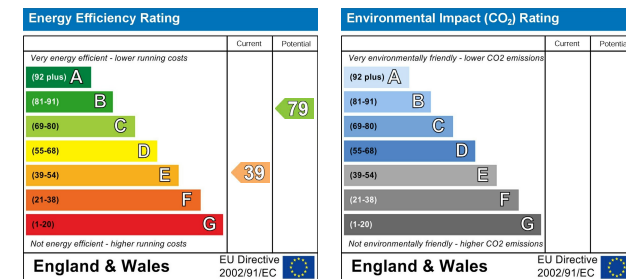 Energy Efficiency Rating
Current Potential
Very energy efficient - lower running costs
(92 plus) A
(81-91) B
79
(69-80) C
(55-68) D
(39-54) E
39
(21-38) F
(1-20) G
Not energy efficient - higher running costs
England & Wales
EU Directive
2002/91/EC
Environmental Impact (CO2) Rating
Current Potential
Very environmentally friendly - lower CO2 emissions
(92 plus) A
(81-91) B
(69-80) C
(55-68) D
(39-54) E
(21-38) F
(1-20) G
Not environmentally friendly - higher CO2 emissions
England & Wales
EU Directive
2002/91/EC